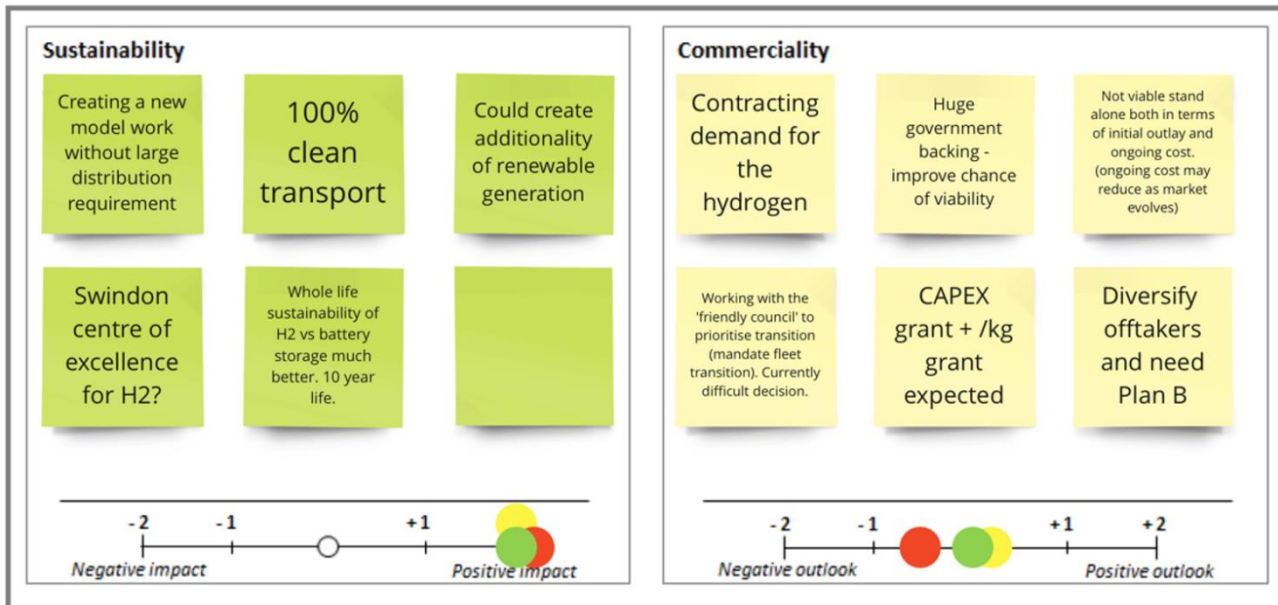 Sustainability
Creating a new
model work
without large
distribution
requirement
100%
clean
transport
Could create
additionality
of renewable
generation
Swindon
centre of
excellence
for H2?
Whole life
sustainability of
H2 vs battery
storage much
better. 10 year
life.
-2
-1
+1
Negative impact
Positive impact
Commerciality
Contracting
demand for
the
hydrogen
Huge
government
backing -
improve chance
of viability
Not viable stand
alone both in terms
of initial outlay and
ongoing cost.
(ongoing cost may
reduce as market
evolves)
Working with the
'friendly council' to
prioritise transition
(mandate fleet
transition). Currently
difficult decision.
CAPEX
grant + /kg
grant
expected
Diversify
offtakers
and need
Plan B
-2
-1
+1
+2
Negative outlook
Positive outlook